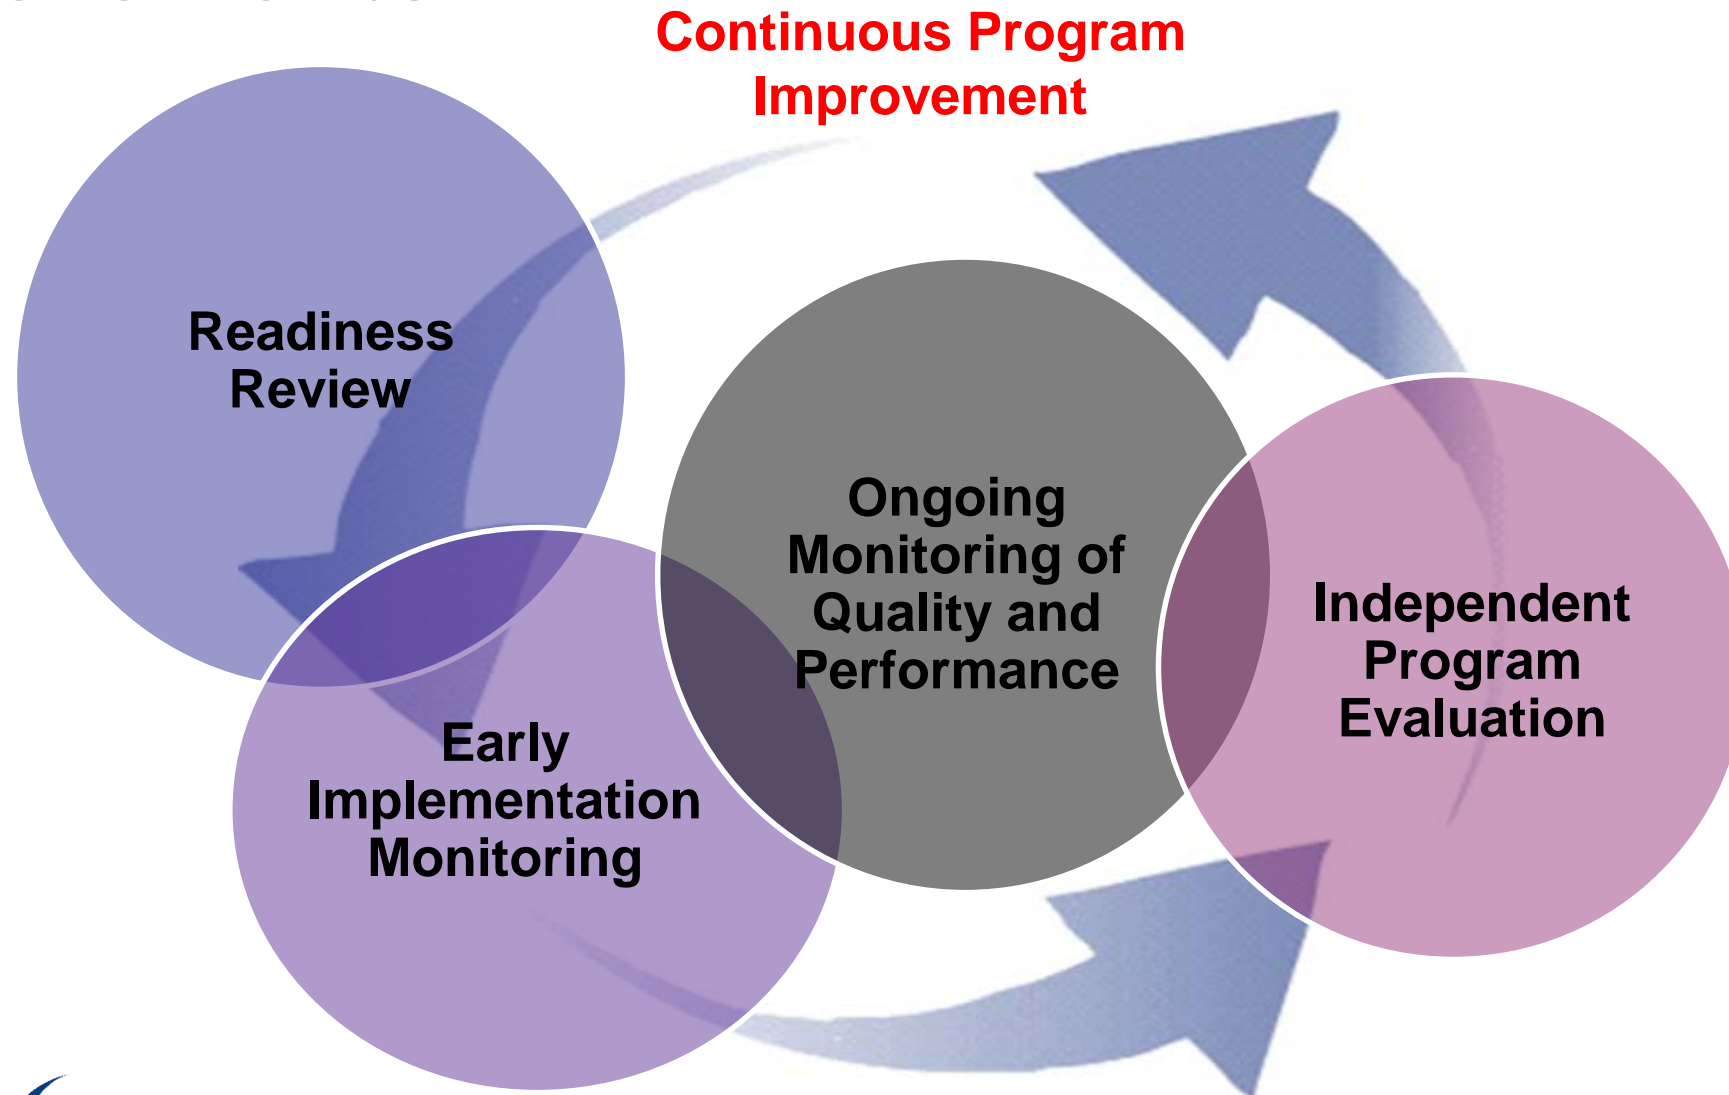 Continuous Program
Improvement
Readiness
Review
Ongoing
Monitoring of
Quality and
Performance
Independent
Program
Evaluation
Early
Implementation
Monitoring